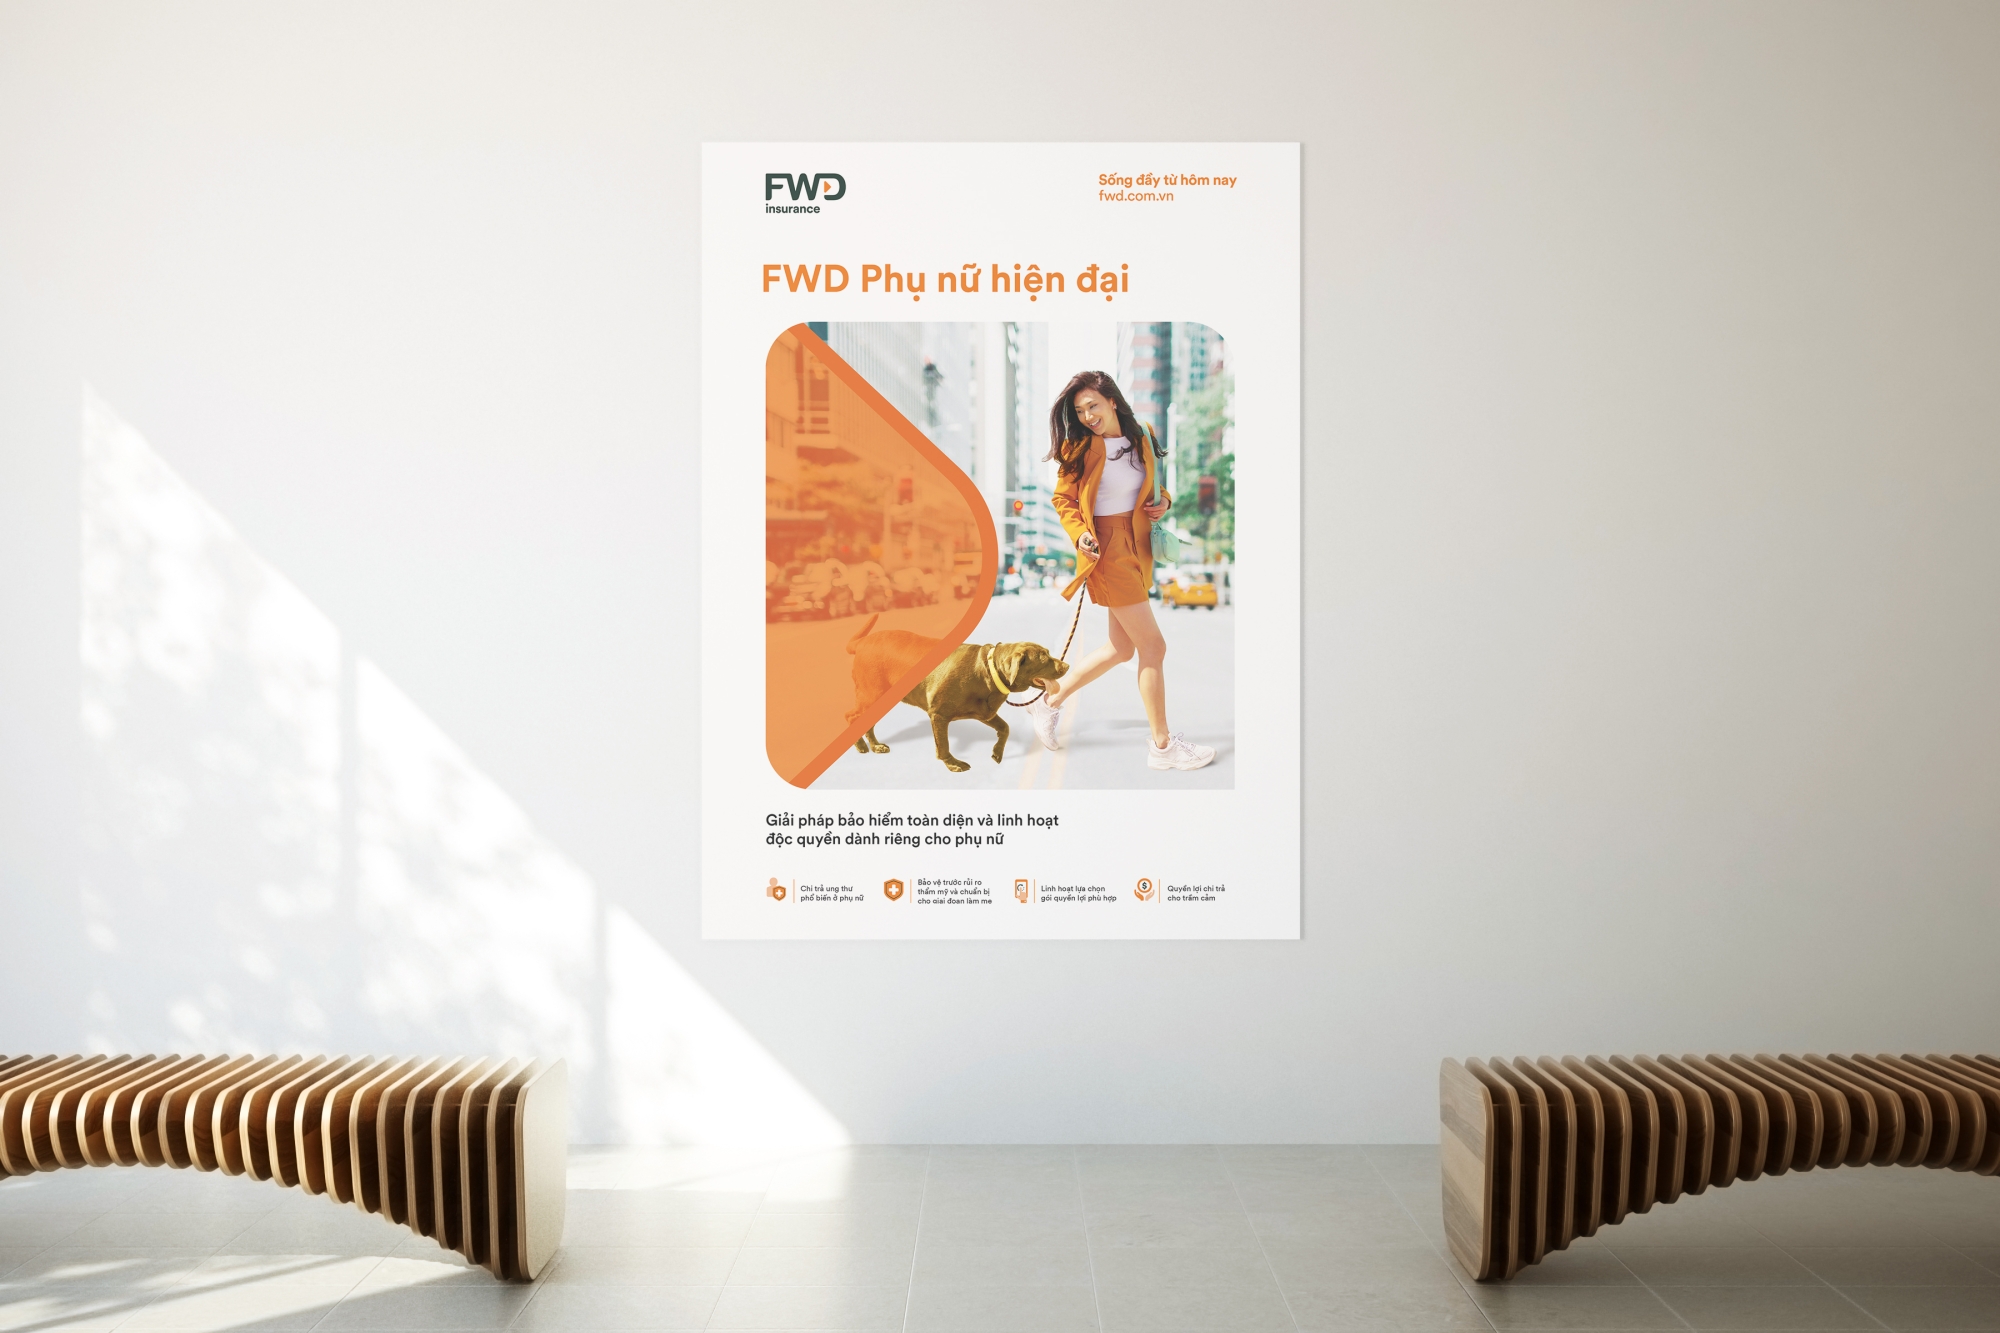 FWD
insurance
Sống đầy từ hôm nay
fwd.com.vn
FWD Phụ nữ hiện đại
Giải pháp bảo hiểm toàn diện và linh hoạt
độc quyền dành riêng cho phụ nữ
Chi trả ung thư
phổ biến ở phụ nữ
Bảo vệ trước rủi ro
thẩm mỹ và chuẩn bị
cho giai đoạn làm mẹ
Linh hoạt lựa chọn
gói quyền lợi phù hợp
Quyền lợi chi trả
cho trầm cảm